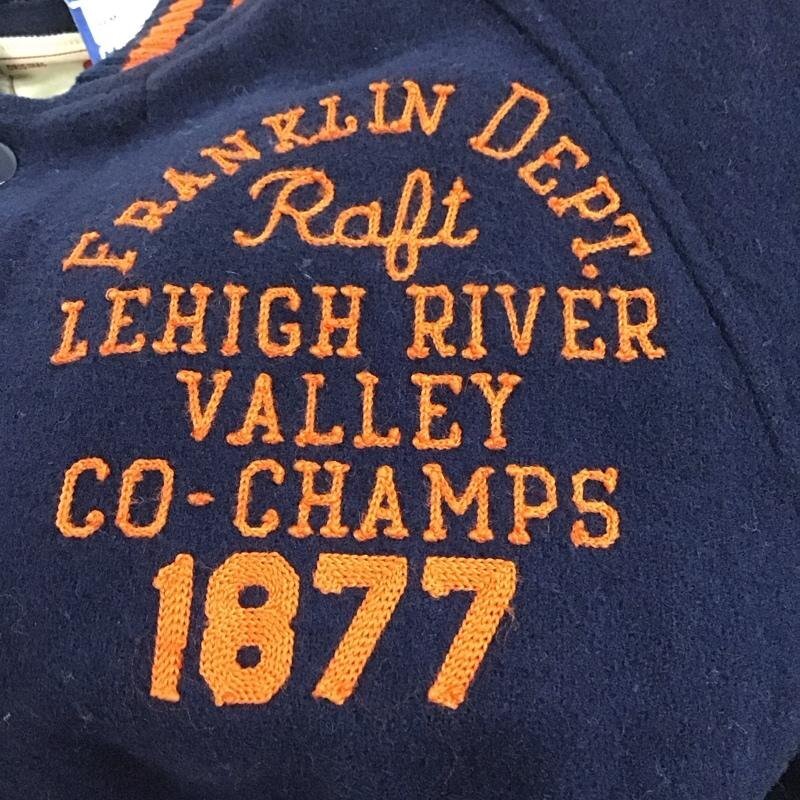 FRANKLIN DEPT.
Raft
LEHIGH RIVER
VALLEY
CO-CHAMPS
1877